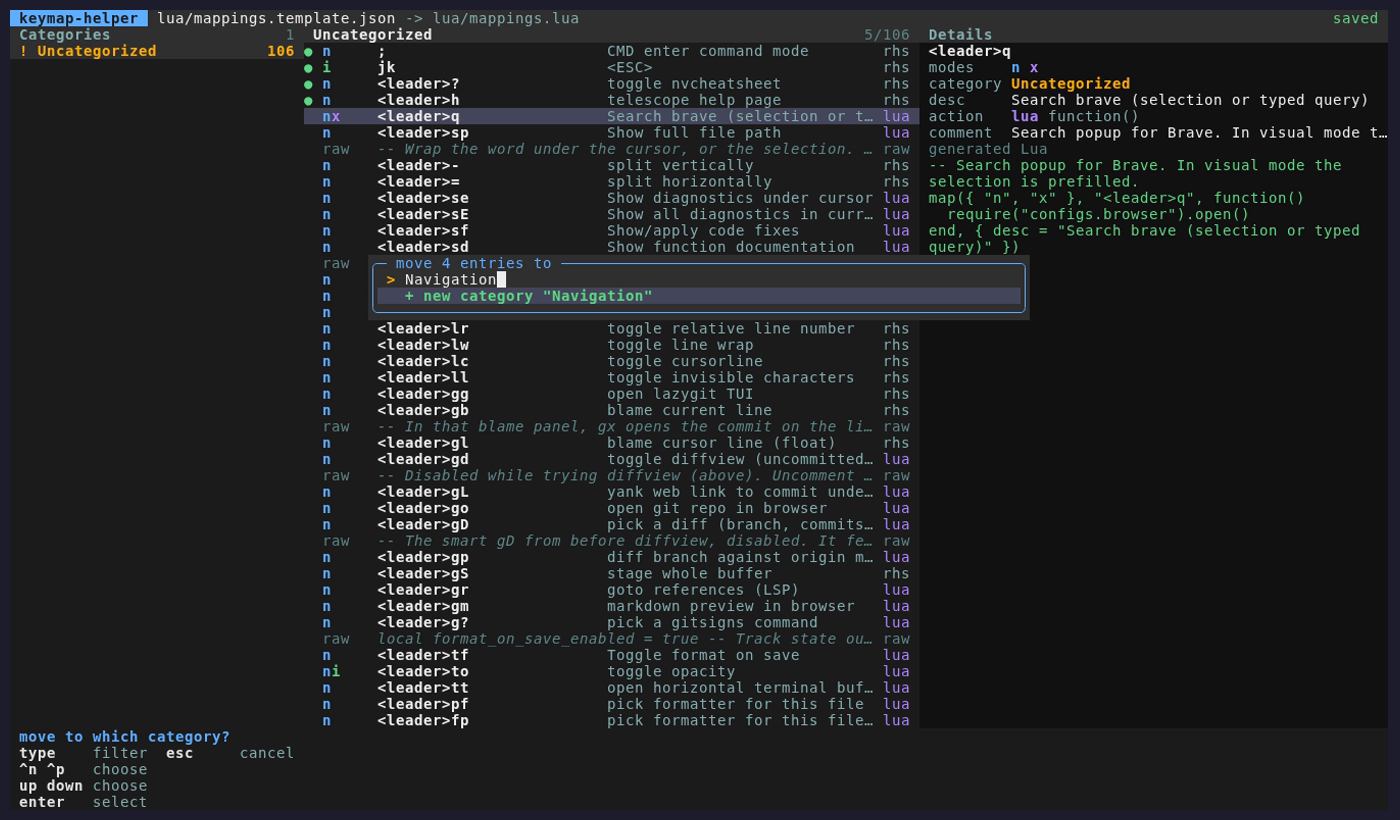 keymap-helper lua/mappings.template.json -> lua/mappings.lua saved
Categories 1 Uncategorized 5/106 Details
! Uncategorized 106
● n ; CMD enter command mode rhs
● i jk <ESC> rhs
● n <leader>? toggle nvcheatsheet rhs
● n <leader>h telescope help page rhs
nx <leader>q Search brave (selection or t… lua
n <leader>sp Show full file path lua
raw -- Wrap the word under the cursor, or the selection. … raw
n <leader>- split vertically rhs
n <leader>= split horizontally rhs
n <leader>se Show diagnostics under cursor lua
n <leader>sE Show all diagnostics in curr… lua
n <leader>sf Show/apply code fixes lua
n <leader>sd Show function documentation lua
raw
n
n
n
n <leader>lr toggle relative line number rhs
n <leader>lw toggle line wrap rhs
n <leader>lc toggle cursorline rhs
n <leader>ll toggle invisible characters rhs
n <leader>gg open lazygit TUI rhs
n <leader>gb blame current line rhs
raw -- In that blame panel, gx opens the commit on the li… raw
n <leader>gl blame cursor line (float) rhs
n <leader>gd toggle diffview (uncommitted… lua
raw -- Disabled while trying diffview (above). Uncomment … raw
n <leader>gL yank web link to commit unde… lua
n <leader>go open git repo in browser lua
n <leader>gD pick a diff (branch, commits… lua
raw -- The smart gD from before diffview, disabled. It fe… raw
n <leader>gp diff branch against origin m… lua
n <leader>gS stage whole buffer rhs
n <leader>gr goto references (LSP) lua
n <leader>gm markdown preview in browser lua
n <leader>g? pick a gitsigns command lua
raw local format_on_save_enabled = true -- Track state ou… raw
n <leader>tf Toggle format on save lua
ni <leader>to toggle opacity lua
n <leader>tt open horizontal terminal buf… lua
n <leader>pf pick formatter for this file lua
n <leader>fp pick formatter for this file… lua
<leader>q
modes n x
category Uncategorized
desc Search brave (selection or typed query)
action lua function()
comment Search popup for Brave. In visual mode t…
generated Lua
-- Search popup for Brave. In visual mode the
selection is prefilled.
map({ "n", "x" }, "<leader>q", function()
  require("configs.browser").open()
end, { desc = "Search brave (selection or typed
query)" })
move 4 entries to
> Navigation
+ new category "Navigation"
move to which category?
type filter esc cancel
^n ^p choose
up down choose
enter select